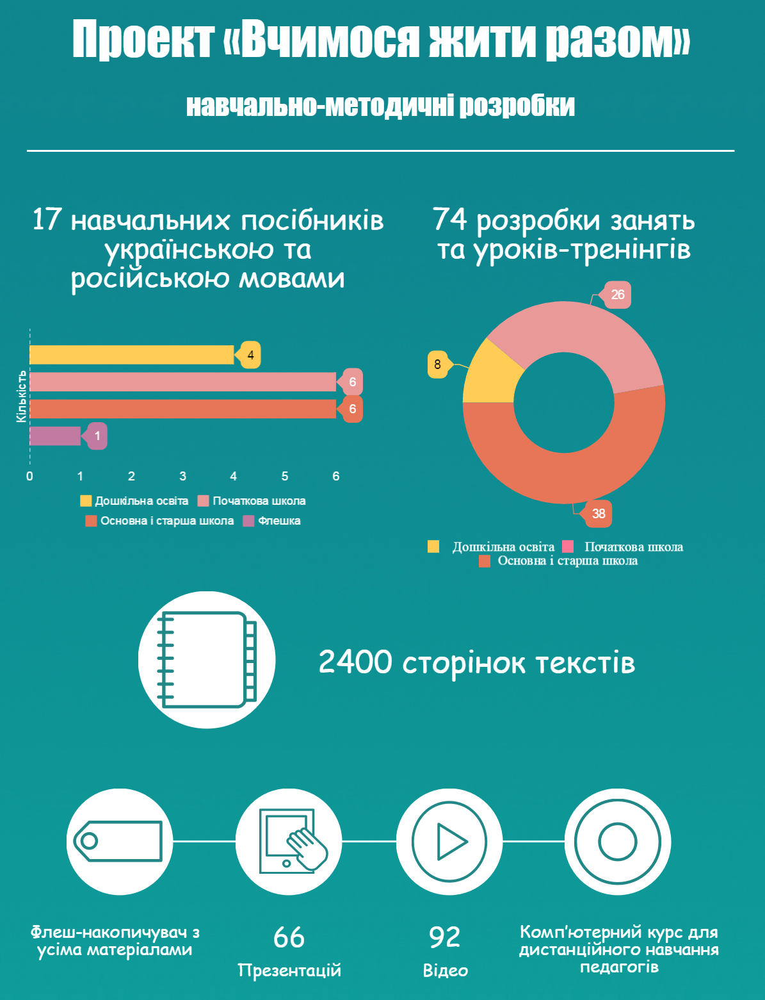 Проект «Вчимося жити разом»
навчально-методичні розробки
17 навчальних посібників
українською та
російською мовами
Кількість
4
6
6
1
0 1 2 3 4 5 6
Дошкільна освіта Початкова школа
Основна і старша школа Флешка
74 розробки занять
та уроків-тренінгів
26
8
38
Дошкільна освіта Початкова школа
Основна і старша школа
2400 сторінок текстів
Флеш-накопичувач з
усіма матеріалами
66
Презентацій
92
Відео
Комп'ютерний курс для
дистанційного навчання
педагогів